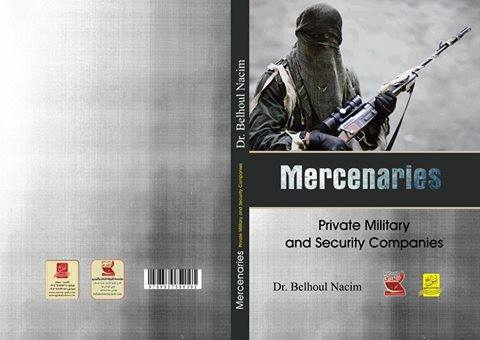 Mercenaries
Private Military
and Security Companies
Dr. Belhoul Nacim
Dr. Belhoul Nacim
Mercenaries Private Military and Security Companies